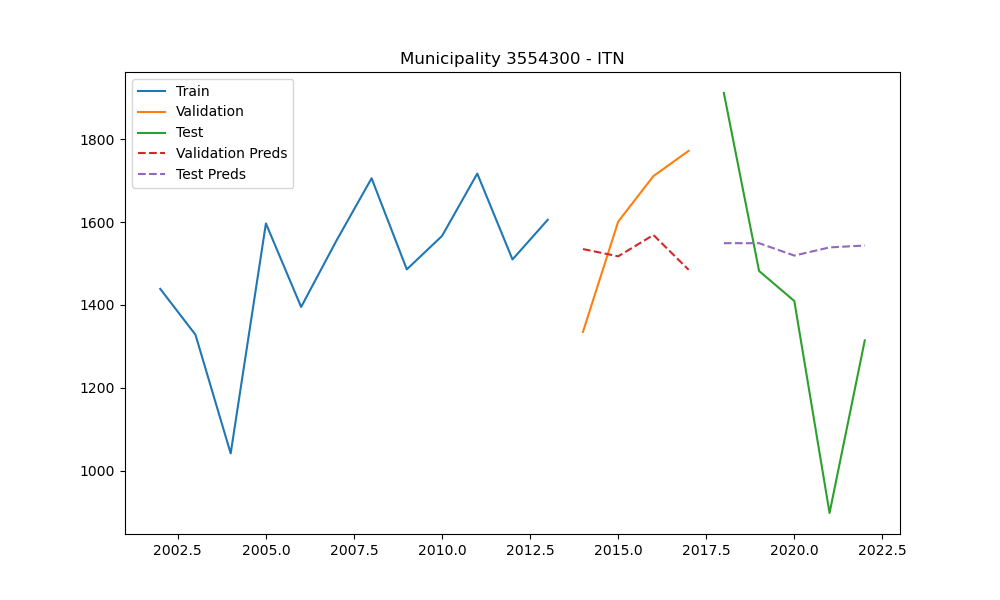 Municipality 3554300 - ITN
Train
Validation
Test
Validation Preds
Test Preds
1800
1600
1400
1200
1000
2002.5 2005.0 2007.5 2010.0 2012.5 2015.0 2017.5 2020.0 2022.5